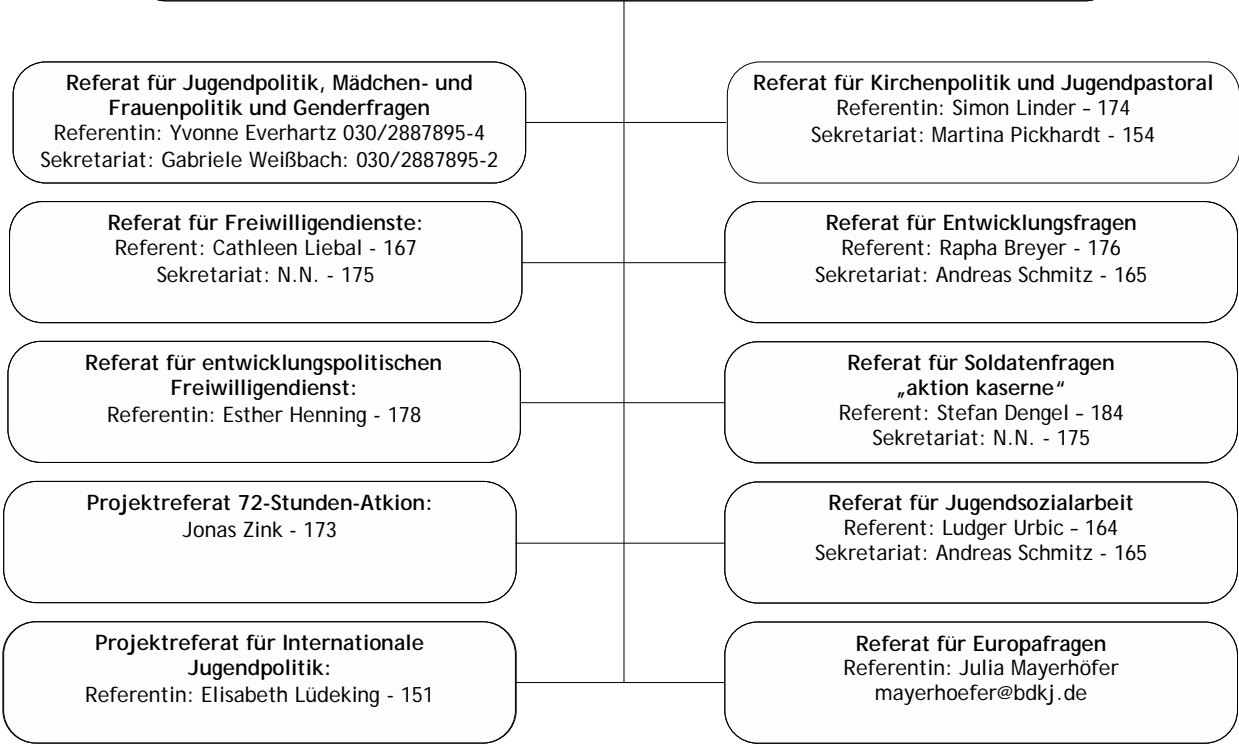 Referat für Jugendpolitik, Mädchen- und
Frauenpolitik und Genderfragen
Referentin: Yvonne Everhartz 030/2887895-4
Sekretariat: Gabriele Weißbach: 030/2887895-2
Referat für Kirchenpolitik und Jugendpastoral
Referentin: Simon Linder – 174
Sekretariat: Martina Pickhardt - 154
Referat für Freiwilligendienste:
Referent: Cathleen Liebal - 167
Sekretariat: N.N. - 175
Referat für Entwicklungsfragen
Referent: Rapha Breyer - 176
Sekretariat: Andreas Schmitz - 165
Referat für entwicklungspolitischen
Freiwilligendienst:
Referentin: Esther Henning - 178
Referat für Soldatenfragen
„aktion kaserne“
Referent: Stefan Dengel – 184
Sekretariat: N.N. - 175
Projektreferat 72-Stunden-Atkion:
Jonas Zink - 173
Referat für Jugendsozialarbeit
Referent: Ludger Urbic – 164
Sekretariat: Andreas Schmitz - 165
Projektreferat für Internationale
Jugendpolitik:
Referentin: Elisabeth Lüdeking - 151
Referat für Europafragen
Referentin: Julia Mayerhöfer
mayerhoefer@bdkj.de